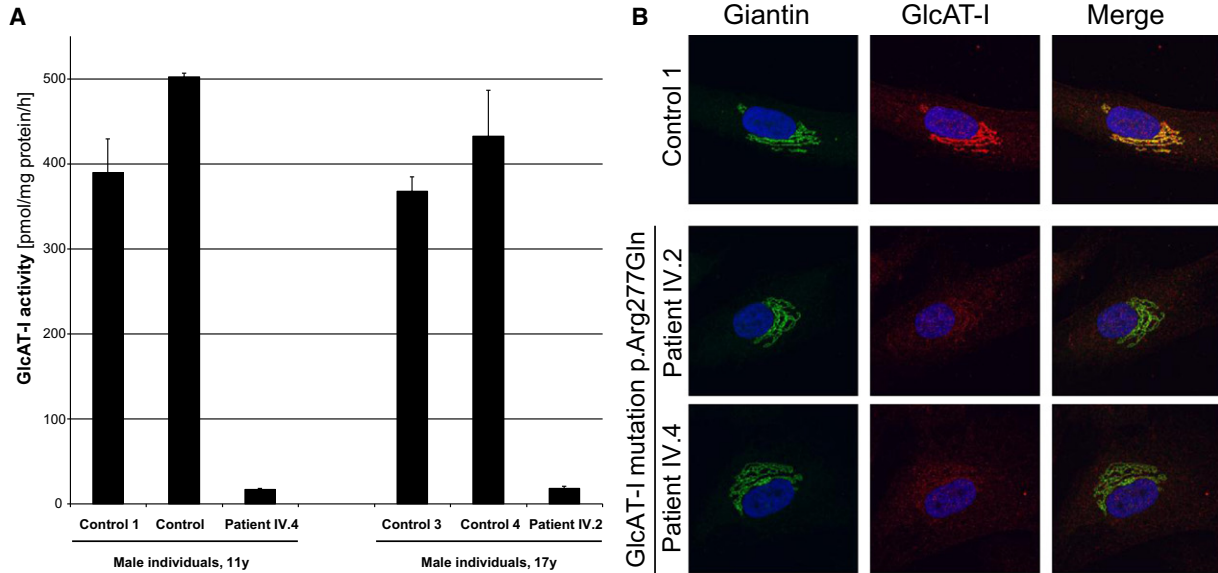 A
GlcAT-I activity [pmol/mg protein/h]
500
400
300
200
100
0
Control 1
Control
Patient IV.4
Control 3
Control 4
Patient IV.2
Male individuals, 11y
Male individuals, 17y
B
Giantin
GlcAT-I
Merge
Control 1
GlcAT-I mutation p.Arg277Gln
Patient IV.2
Patient IV.4